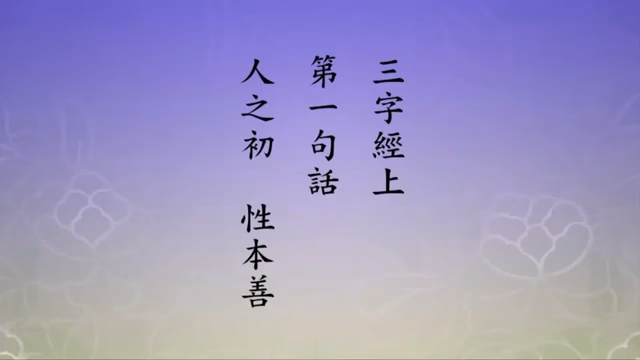 三字經上
第一句話
人之初　性本善